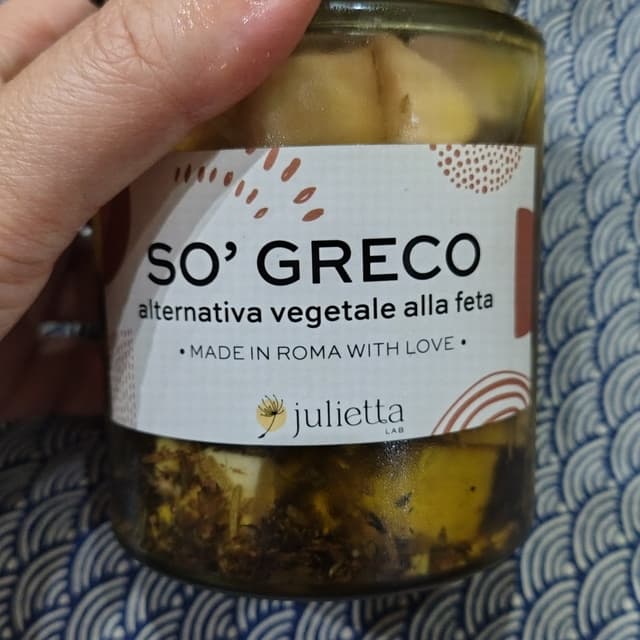 SO' GRECO
alternativa vegetale alla feta
• MADE IN ROMA WITH LOVE •
julietta
LAB